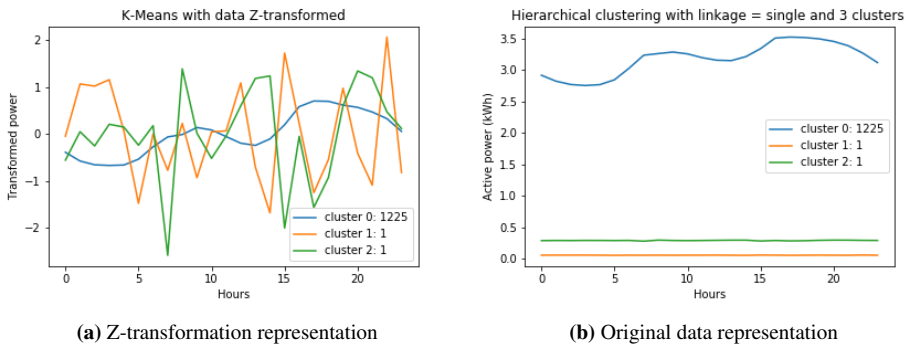 K-Means with data Z-transformed
2
1
0
−1
−2
Transformed power
0
5
10
15
20
Hours
cluster 0: 1225
cluster 1: 1
cluster 2: 1
(a) Z-transformation representation
Hierarchical clustering with linkage = single and 3 clusters
3.5
3.0
2.5
2.0
1.5
1.0
0.5
0.0
Active power (kWh)
0
5
10
15
20
Hours
cluster 0: 1225
cluster 1: 1
cluster 2: 1
(b) Original data representation